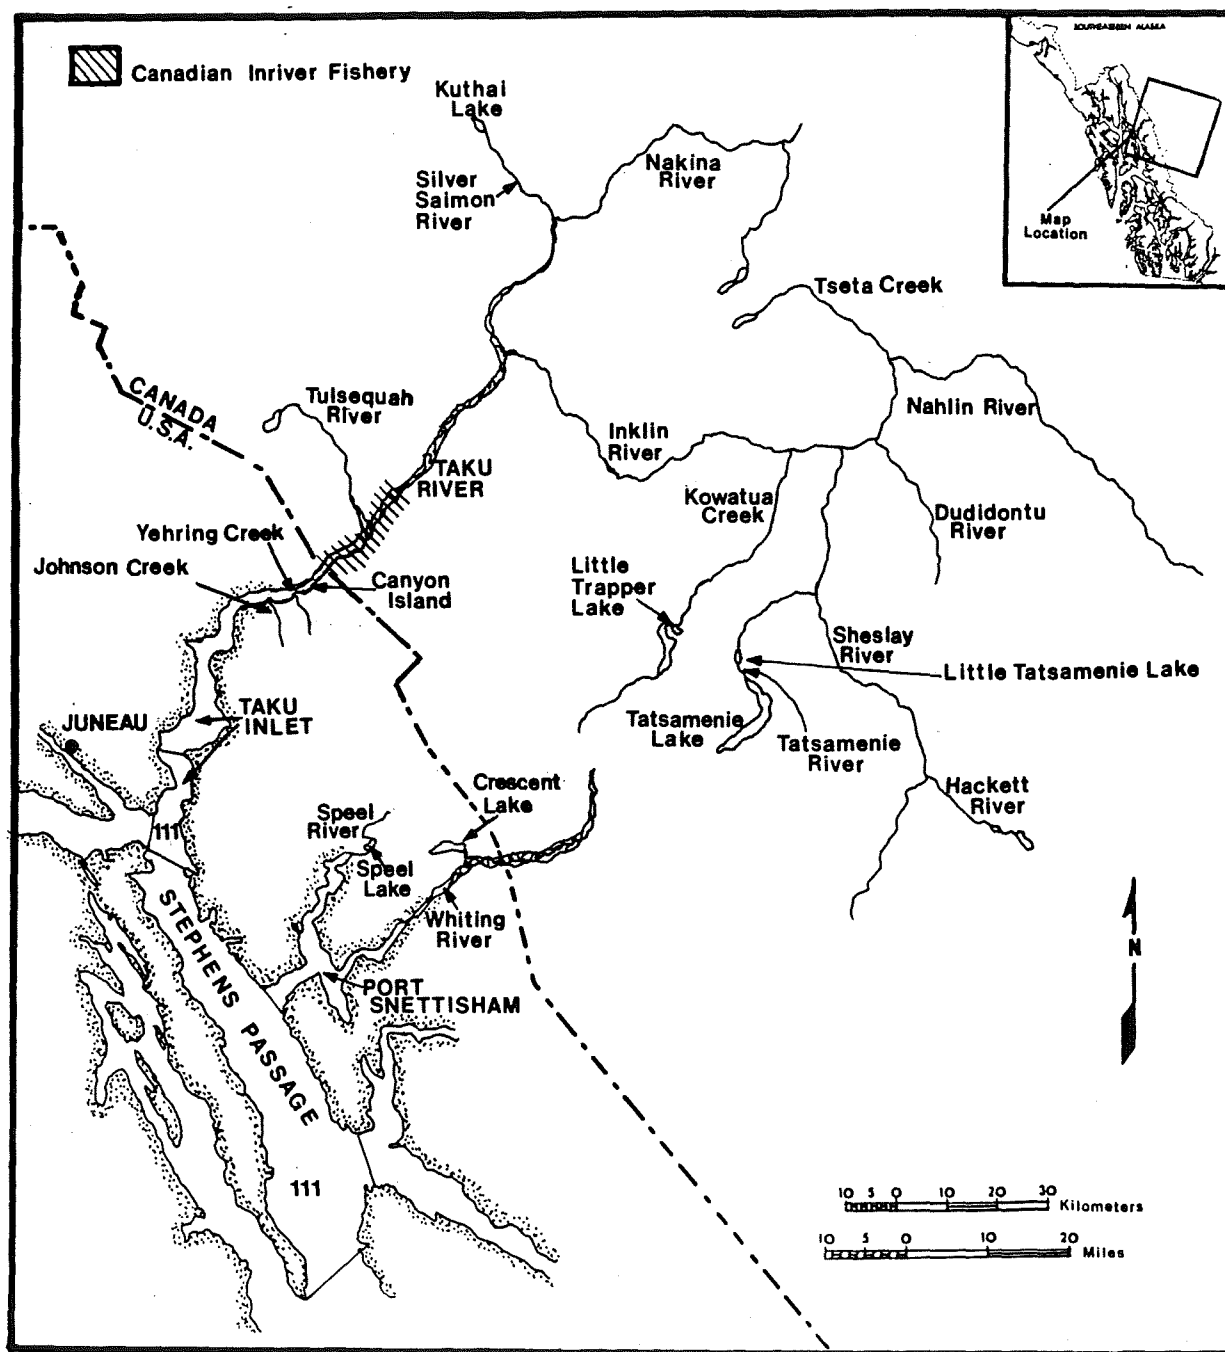 Canadian Inriver Fishery
SOUTHEASTERN ALASKA
Map
Location
Kuthai
Lake
Silver
Salmon
River
Nakina
River
Tseta Creek
CANADA
U.S.A.
Tulsequah
River
Nahlin River
Inklin
River
TAKU
RIVER
Kowatua
Creek
Dudidontu
River
Yehring Creek
Johnson Creek
Canyon
Island
Little
Trapper
Lake
Sheslay
River
Little Tatsamenie Lake
JUNEAU
TAKU
INLET
Tatsamenie
Lake
Tatsamenie
River
Crescent
Lake
Hackett
River
Speel
River
111
Speel
Lake
Whiting
River
STEPHENS PASSAGE
N
PORT
SNETTISHAM
111
10 5 0 10 20 30
Kilometers
10 5 0 10 20
Miles